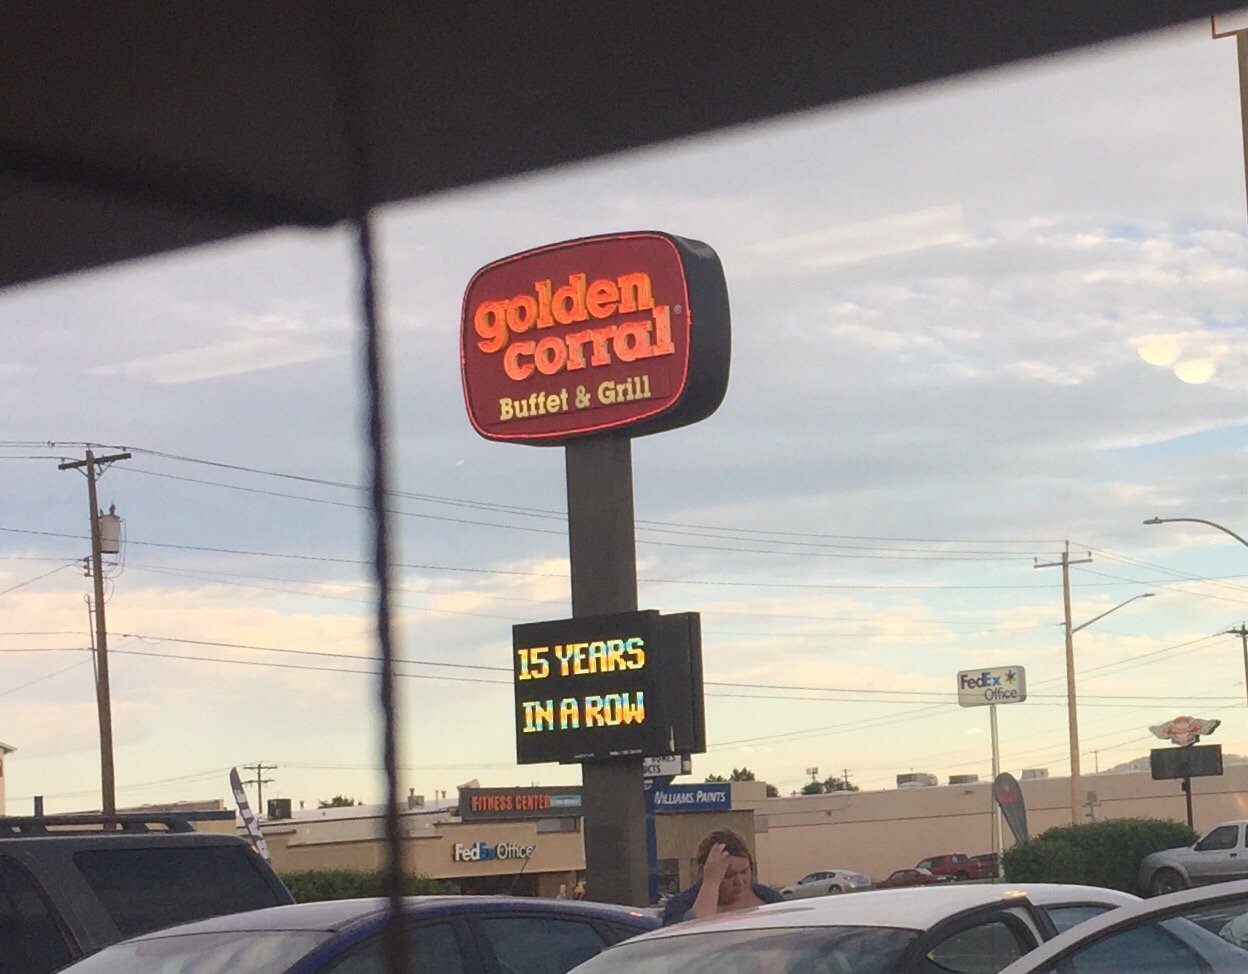 golden
corral®
Buffet & Grill
15 YEARS
IN A ROW
FedEx
Office
FITNESS CENTER
WILLIAMS PAINTS
FedEx Office